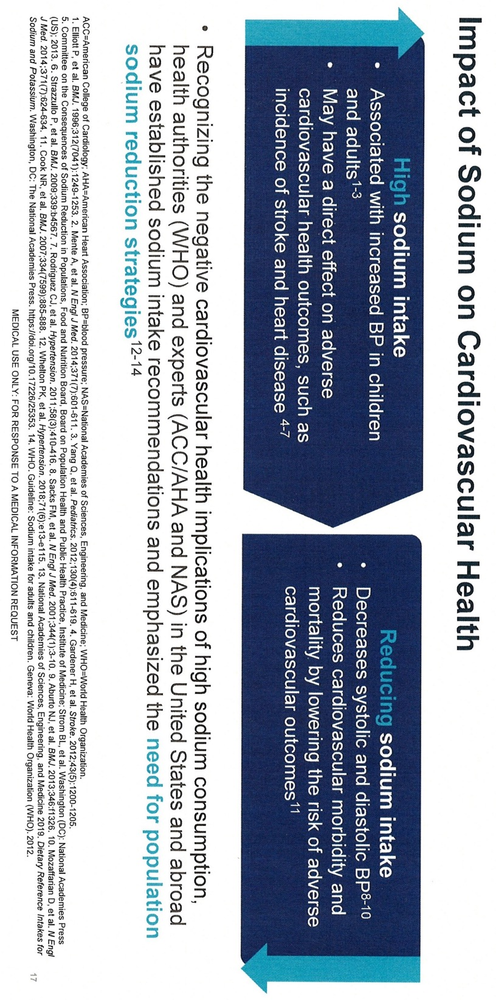 Impact of Sodium on Cardiovascular Health
High sodium intake
• Associated with increased BP in children
and adults1-3
• May have a direct effect on adverse
cardiovascular health outcomes, such as
incidence of stroke and heart disease 4-7
Reducing sodium intake
• Decreases systolic and diastolic BP8-10
• Reduces cardiovascular morbidity and
mortality by lowering the risk of adverse
cardiovascular outcomes11
• Recognizing the negative cardiovascular health implications of high sodium consumption,
health authorities (WHO) and experts (ACC/AHA and NAS) in the United States and abroad
have established sodium intake recommendations and emphasized the need for population
sodium reduction strategies12-14
ACC=American College of Cardiology; AHA=American Heart Association; BP=blood pressure; NAS=National Academies of Sciences, Engineering, and Medicine; WHO=World Health Organization.
1. Elliott P, et al. BMJ. 1996;312(7041):1249-1253. 2. Mente A, et al. N Engl J Med. 2014;371(7):601-611. 3. Yang Q, et al. Pediatrics. 2012;130(4):611-619. 4. Gardener H, et al. Stroke. 2012;43(5):1200-1205.
5. Committee on the Consequences of Sodium Reduction in Populations, Food and Nutrition Board, Board on Population Health and Public Health Practice, Institute of Medicine; Strom BL, et al. Washington (DC): National Academies Press
(US); 2013. 6. Strazzullo P, et al. BMJ. 2009;339:b4567. 7. Rodriguez CJ, et al. Hypertension. 2011;58(3):410-416. 8. Sacks FM, et al. N Engl J Med. 2001;344(1):3-10. 9. Aburto NJ, et al. BMJ. 2013;346:f1326. 10. Mozaffarian D, et al. N Engl
J Med. 2014;371(7):624-634. 11. Cook NR, et al. BMJ. 2007;334(7599):885-888. 12. Whelton PK, et al. Hypertension. 2018;71(6):e13-e115. 13. National Academies of Sciences, Engineering, and Medicine 2019. Dietary Reference Intakes for
Sodium and Potassium. Washington, DC: The National Academies Press. https://doi.org/10.17226/25353. 14. WHO. Guideline: Sodium intake for adults and children. Geneva: World Health Organization (WHO). 2012.
MEDICAL USE ONLY: FOR RESPONSE TO A MEDICAL INFORMATION REQUEST
17